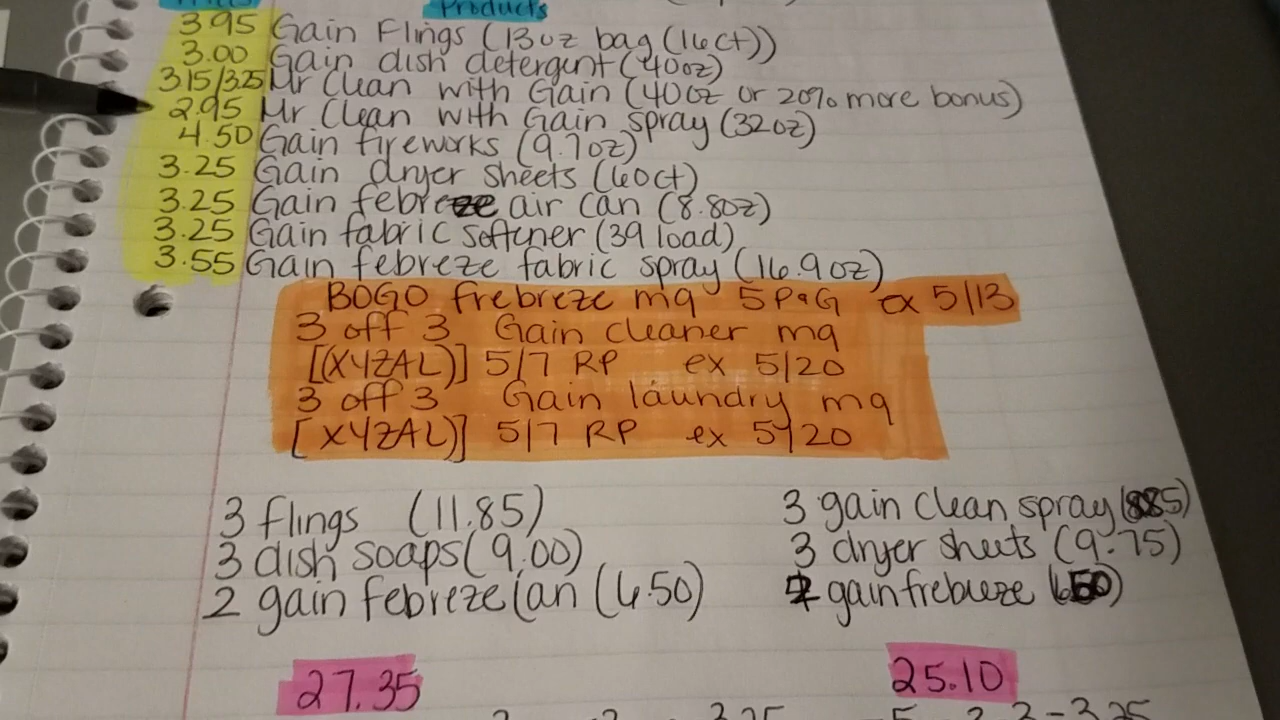 Products
3.95 Gain Flings (13oz bag (16ct))
3.00 Gain dish detergent (40oz)
3.15/3.25 Mr Clean with Gain (40oz or 20% more bonus)
2.95 Mr Clean with Gain spray (32oz)
4.50 Gain fireworks (9.7oz)
3.25 Gain dryer sheets (60ct)
3.25 Gain febreze air can (8.8oz)
3.25 Gain fabric softener (39 load)
3.55 Gain febreze fabric spray (16.9oz)
BOGO frebreze mq 5 P&G ex 5/13
3 off 3 Gain cleaner mq
[(XYZAL)] 5/7 RP ex 5/20
3 off 3 Gain laundry mq
[XYZAL)] 5/7 RP ex 5/20
3 flings (11.85)
3 dish soaps (9.00)
2 gain febreze can (6.50)
3 gain clean spray (8.85)
3 dryer sheets (9.75)
2 gain frebreze 6.50)
27.35
25.10